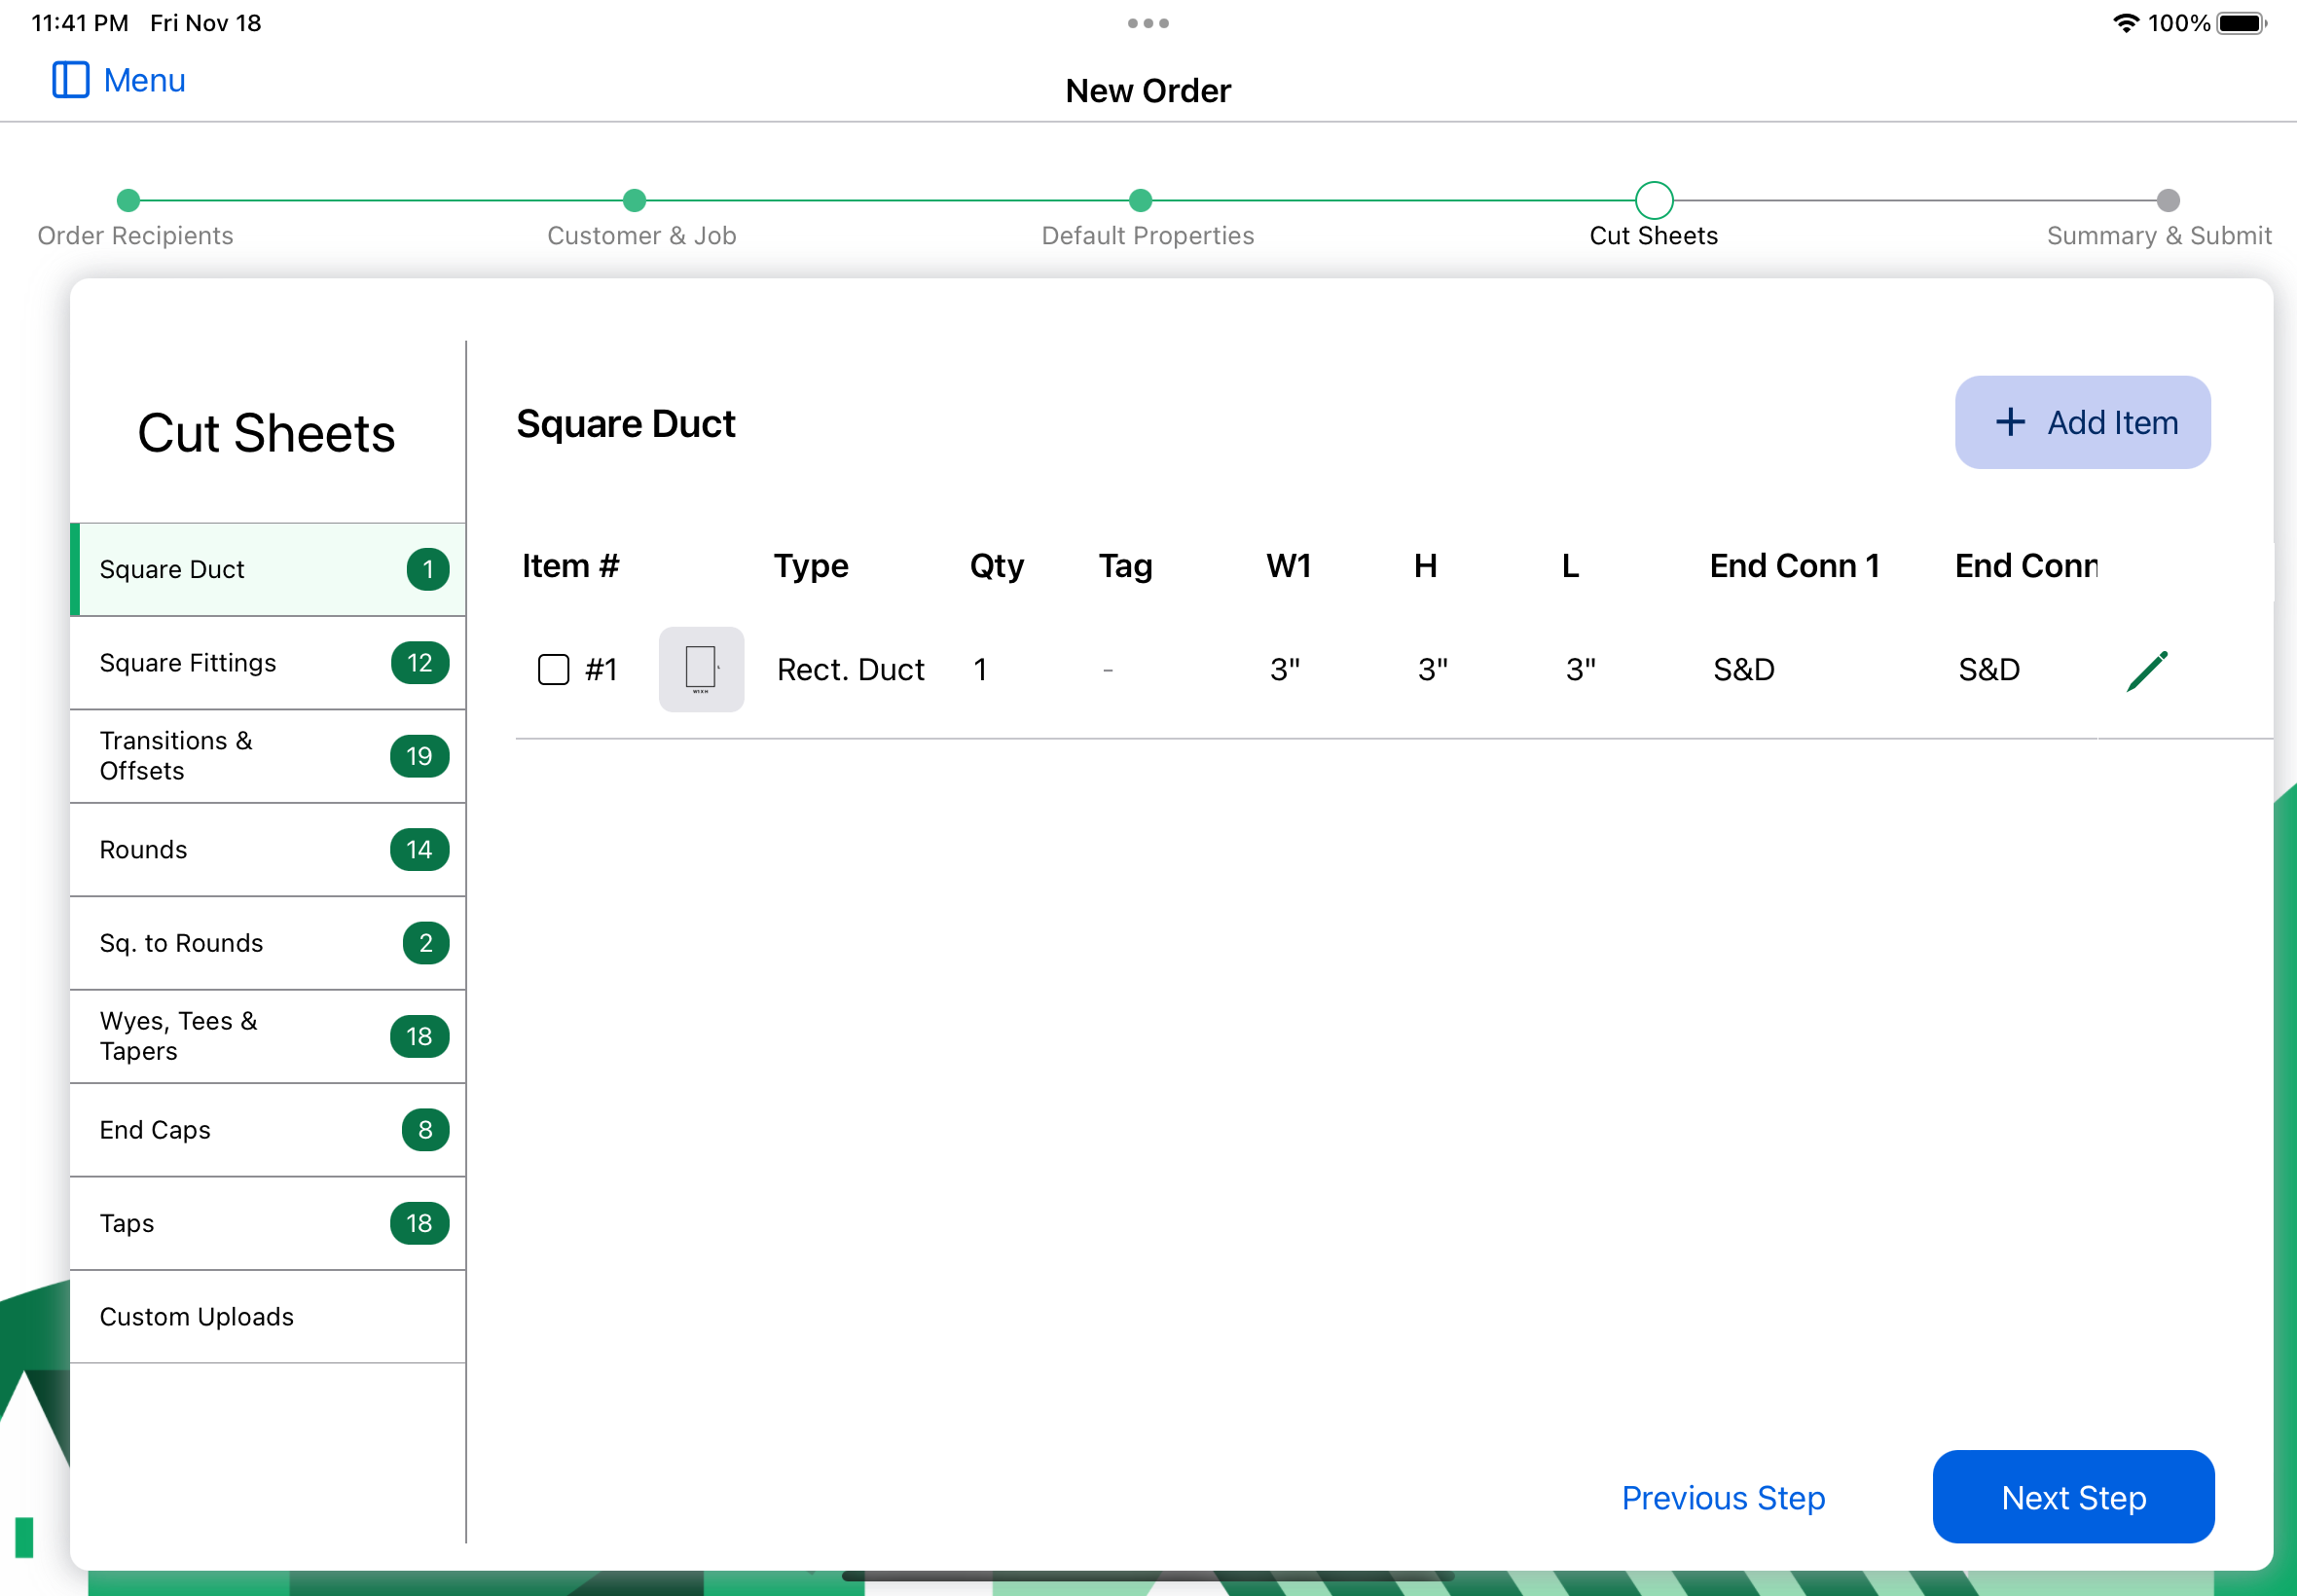 11:41 PM Fri Nov 18
100%
Menu
New Order
Order Recipients
Customer & Job
Default Properties
Cut Sheets
Summary & Submit
Cut Sheets
Square Duct 1
Square Fittings 12
Transitions &
Offsets
19
Rounds 14
Sq. to Rounds 2
Wyes, Tees &
Tapers
18
End Caps 8
Taps 18
Custom Uploads
Square Duct
+ Add Item
Item # Type Qty Tag W1 H L End Conn 1 End Conn
#1 Rect. Duct 1 - 3" 3" 3" S&D S&D
Previous Step
Next Step